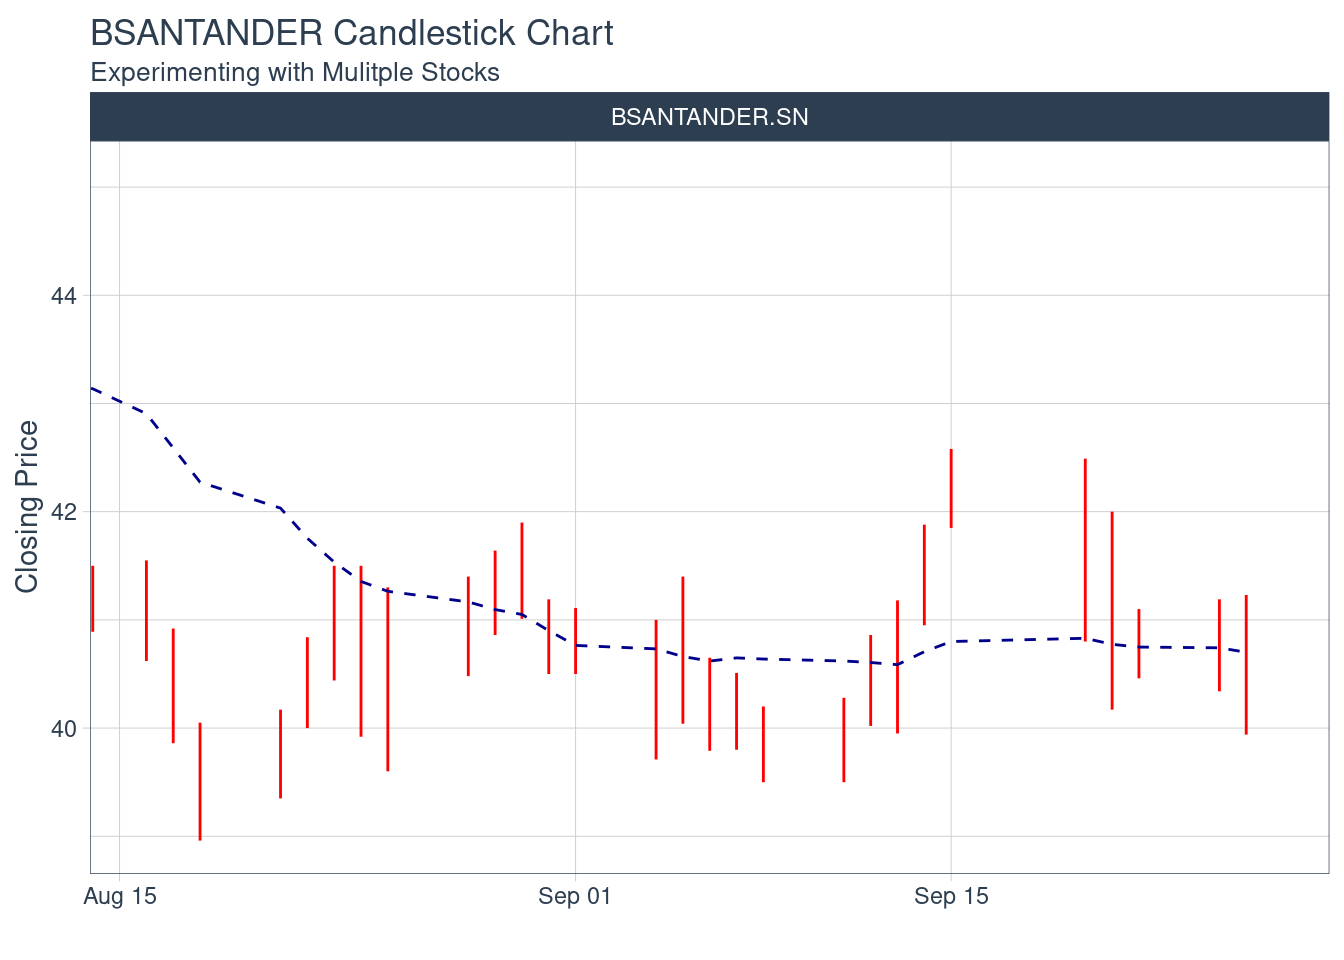 BSANTANDER Candlestick Chart
Experimenting with Mulitple Stocks
BSANTANDER.SN
Closing Price
44
42
40
Aug 15
Sep 01
Sep 15